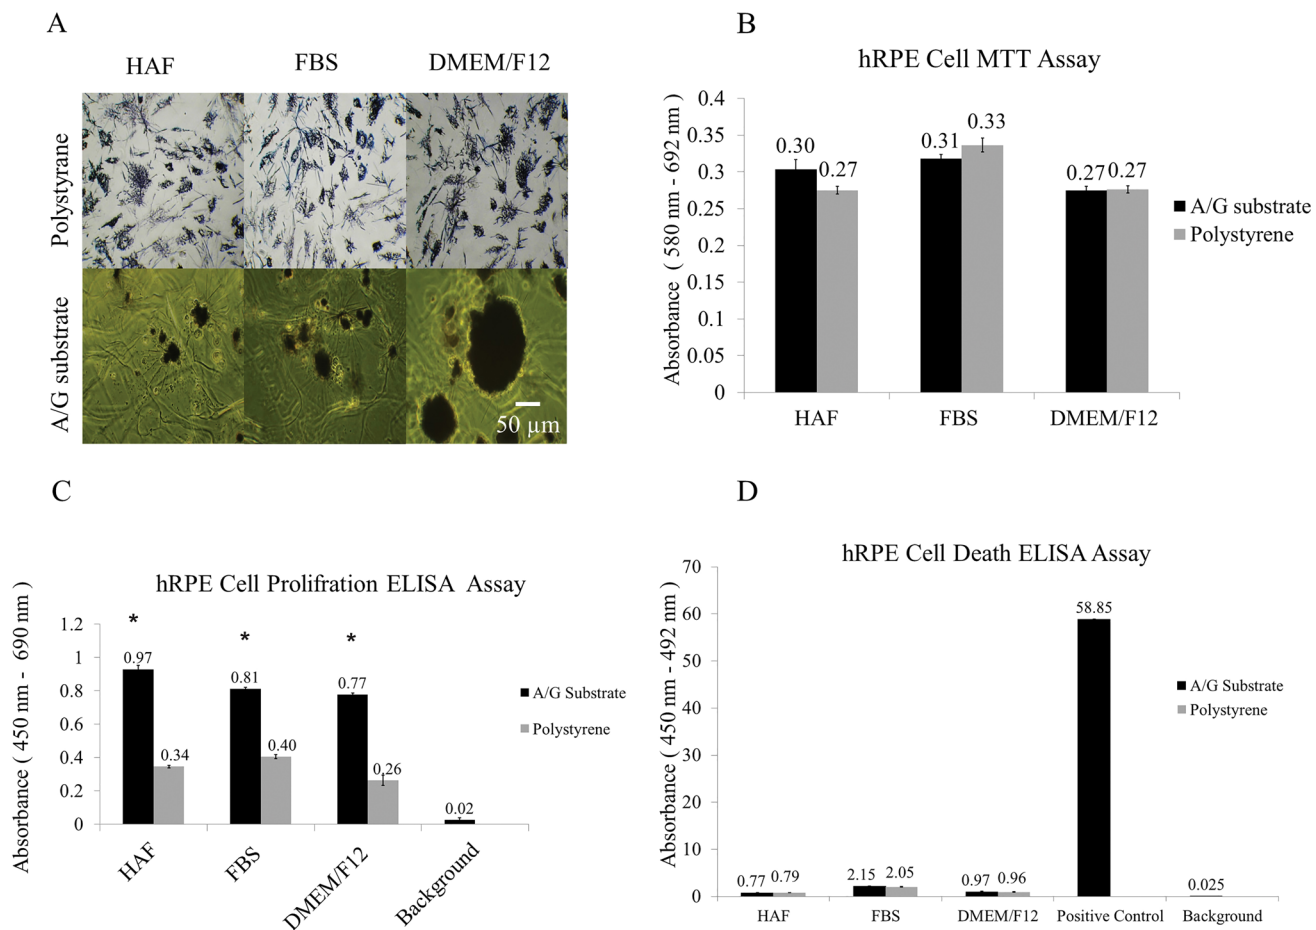 A
HAF FBS DMEM/F12
Polystyrane
A/G substrate
50 µm
B
hRPE Cell MTT Assay
Absorbance ( 580 nm - 692 nm )
0.4
0.35
0.3
0.25
0.2
0.15
0.1
0.05
0
0.30 0.27 0.31 0.33 0.27 0.27
HAF FBS DMEM/F12
A/G substrate
Polystyrene
C
hRPE Cell Prolifration ELISA Assay
Absorbance ( 450 nm - 690 nm )
1.2
1
0.8
0.6
0.4
0.2
0
* * *
0.97 0.34 0.81 0.40 0.77 0.26 0.02
HAF FBS DMEM/F12 Background
A/G Substrate
Polystyrene
D
hRPE Cell Death ELISA Assay
Absorbance ( 450 nm - 492 nm )
70
60
50
40
30
20
10
0
0.77 0.79 2.15 2.05 0.97 0.96 58.85 0.025
HAF FBS DMEM/F12 Positive Control Background
A/G Substrate
Polystyrene